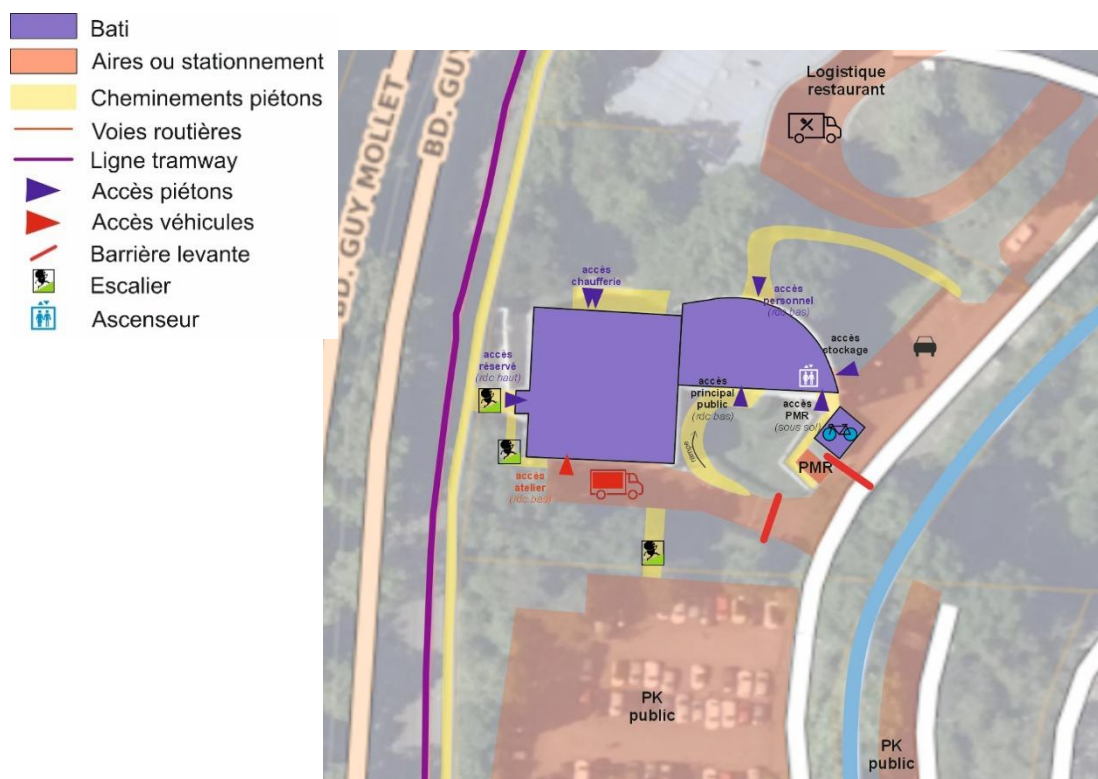 Bati
Aires ou stationnement
Cheminements piétons
Voies routières
Ligne tramway
Accès piétons
Accès véhicules
Barrière levante
Escalier
Ascenseur
BD. GUY MOLLET
BD. GUY
Logistique
restaurant
accès
chaufferie
accès
personnel
(rdc bas)
accès
stockage
accès
réservé
(rdc haut)
accès
principal
public
(rdc bas)
accès
PMR
(sous sol)
rampe
PMR
accès
atelier
(rdc bas)
PK
public
PK
public